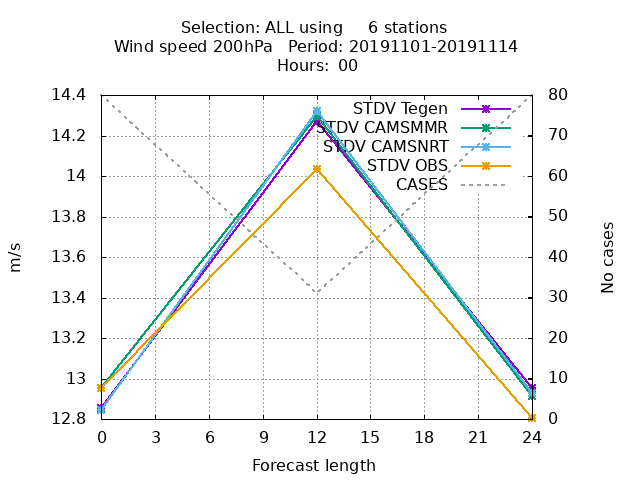 Selection: ALL using     6 stations
Wind speed 200hPa   Period: 20191101-20191114
Hours: 00
14.4
14.2
14
13.8
13.6
13.4
13.2
13
12.8
m/s
STDV Tegen
STDV CAMSMMR
STDV CAMSNRT
STDV OBS
CASES
80
70
60
50
40
30
20
10
0
No cases
0 3 6 9 12 15 18 21 24
Forecast length